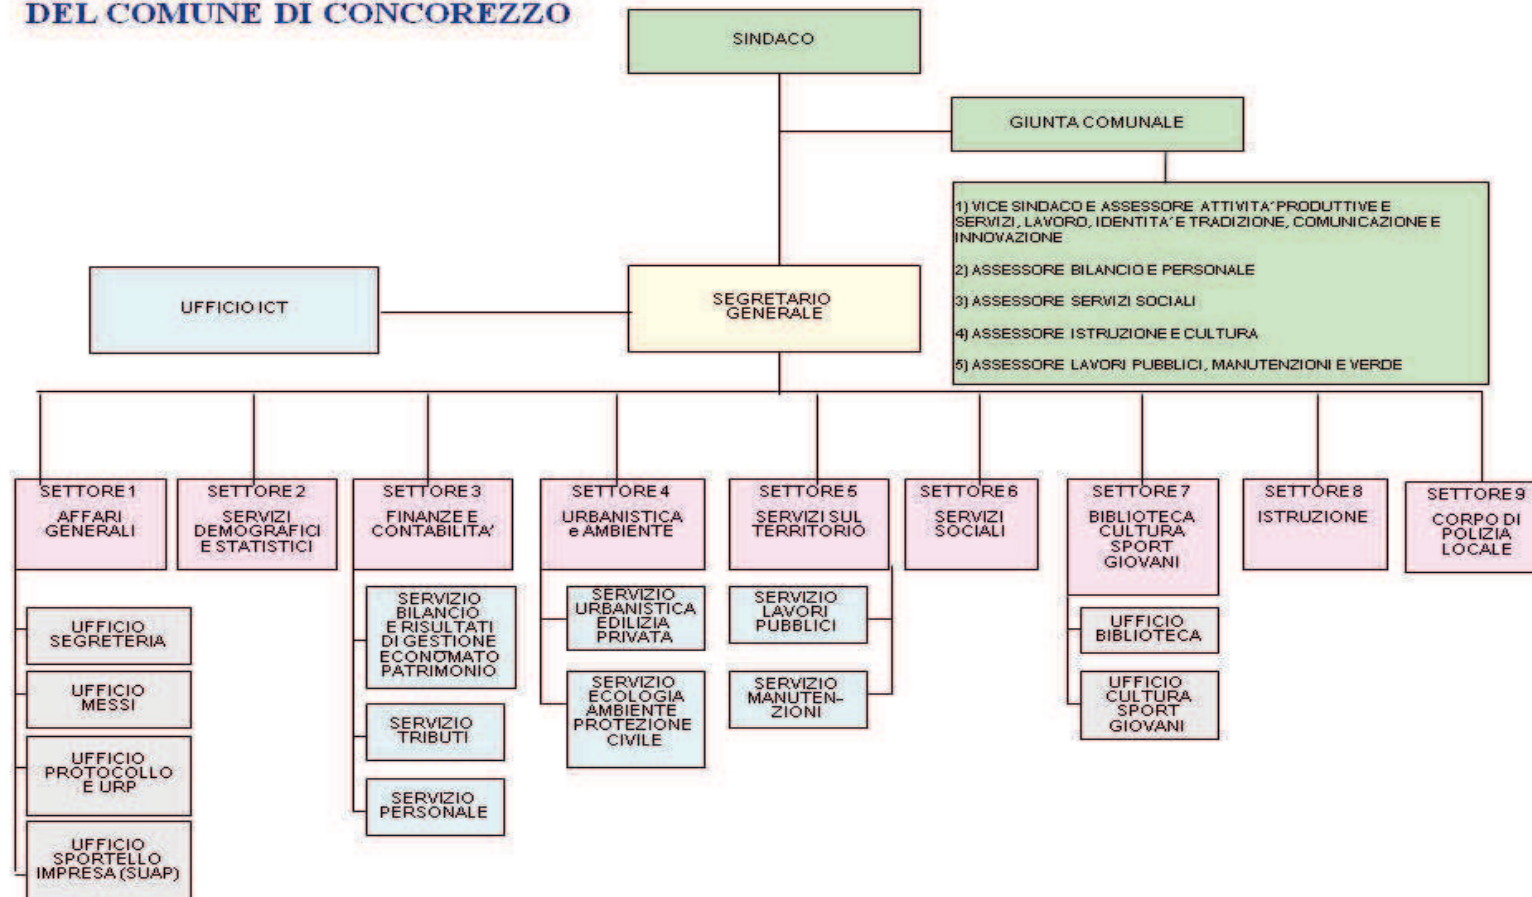 DEL COMUNE DI CONCOREZZO
SINDACO
GIUNTA COMUNALE
1) VICE SINDACO E ASSESSORE ATTIVITA´PRODUTTIVE E
SERVIZI, LAVORO, IDENTITA´E TRADIZIONE, COMUNICAZIONE E
INNOVAZIONE
2) ASSESSORE BILANCIO E PERSONALE
3) ASSESSORE SERVIZI SOCIALI
4) ASSESSORE ISTRUZIONE E CULTURA
5) ASSESSORE LAVORI PUBBLICI, MANUTENZIONI E VERDE
UFFICIO ICT
SEGRETARIO
GENERALE
SETTORE 1
AFFARI
GENERALI
SETTORE 2
SERVIZI
DEMOGRAFICI
E STATISTICI
SETTORE 3
FINANZE E
CONTABILITA´
SETTORE 4
URBANISTICA
e AMBIENTE
SETTORE 5
SERVIZI SUL
TERRITORIO
SETTORE 6
SERVIZI
SOCIALI
SETTORE 7
BIBLIOTECA
CULTURA
SPORT
GIOVANI
SETTORE 8
ISTRUZIONE
SETTORE 9
CORPO DI
POLIZIA
LOCALE
UFFICIO
SEGRETERIA
UFFICIO
MESSI
UFFICIO
PROTOCOLLO
E URP
UFFICIO
SPORTELLO
IMPRESA (SUAP)
SERVIZIO
BILANCIO
E RISULTATI
DI GESTIONE
ECONOMATO
PATRIMONIO
SERVIZIO
TRIBUTI
SERVIZIO
PERSONALE
SERVIZIO
URBANISTICA
EDILIZIA
PRIVATA
SERVIZIO
ECOLOGIA
AMBIENTE
PROTEZIONE
CIVILE
SERVIZIO
LAVORI
PUBBLICI
SERVIZIO
MANUTEN-
ZIONI
UFFICIO
BIBLIOTECA
UFFICIO
CULTURA
SPORT
GIOVANI